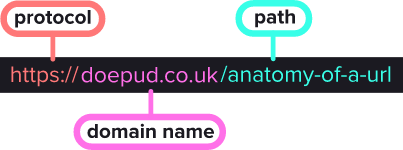 protocol
path
https://doepud.co.uk/anatomy-of-a-url
domain name